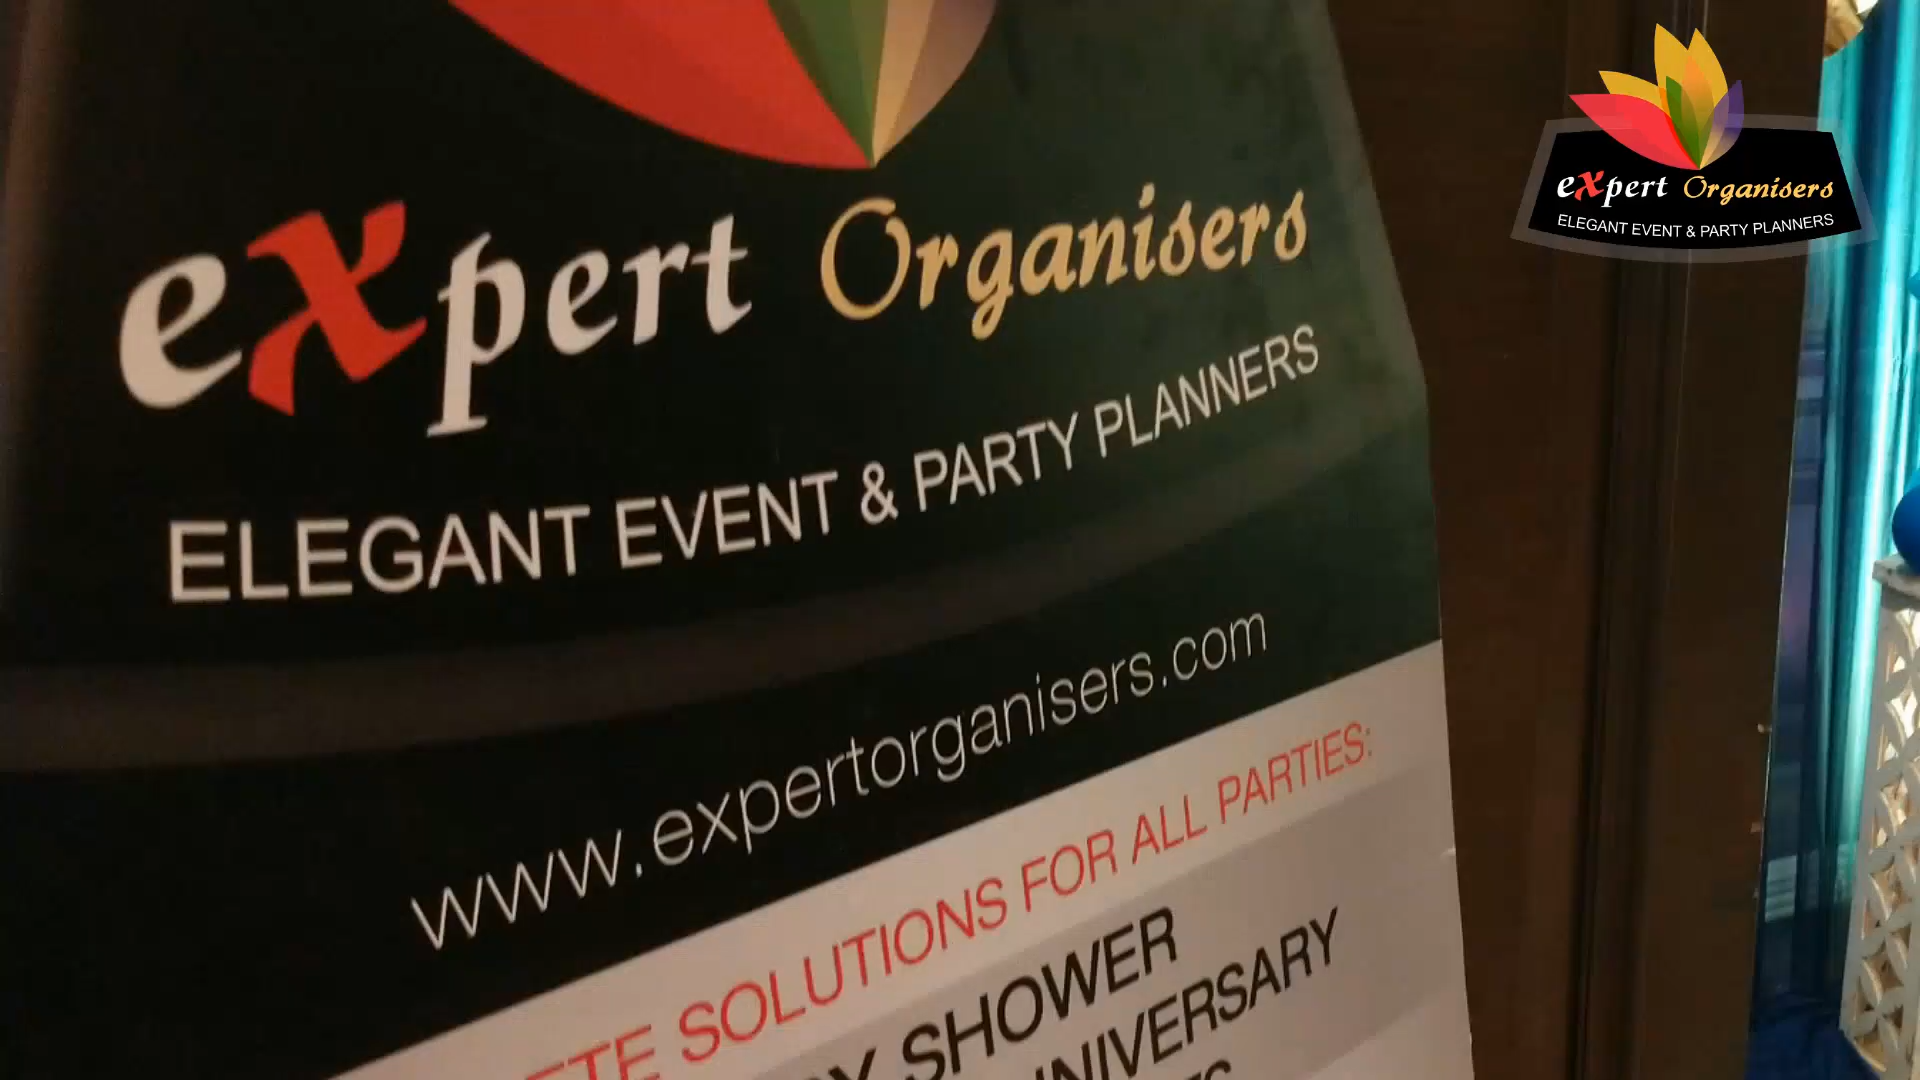 eXpert Organisers
ELEGANT EVENT & PARTY PLANNERS
www.expertorganisers.com
SOLUTIONS FOR ALL PARTIES:
SHOWER
eXpert Organisers
ELEGANT EVENT & PARTY PLANNERS